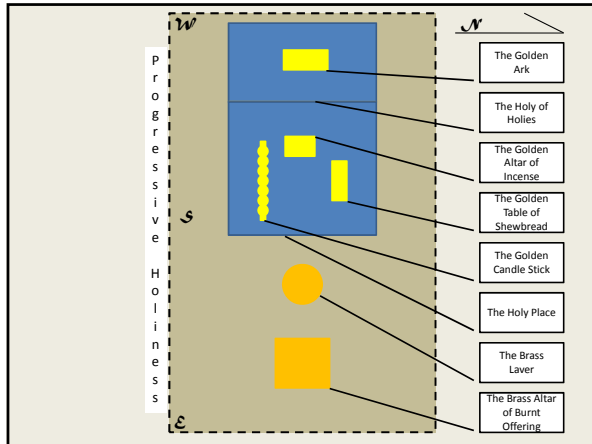 W
N
Progressive Holiness
The Golden
Ark
The Holy of
Holies
The Golden
Altar of
Incense
The Golden
Table of
Shewbread
S
The Golden
Candle Stick
The Holy Place
The Brass
Laver
The Brass Altar
of Burnt
Offering
E